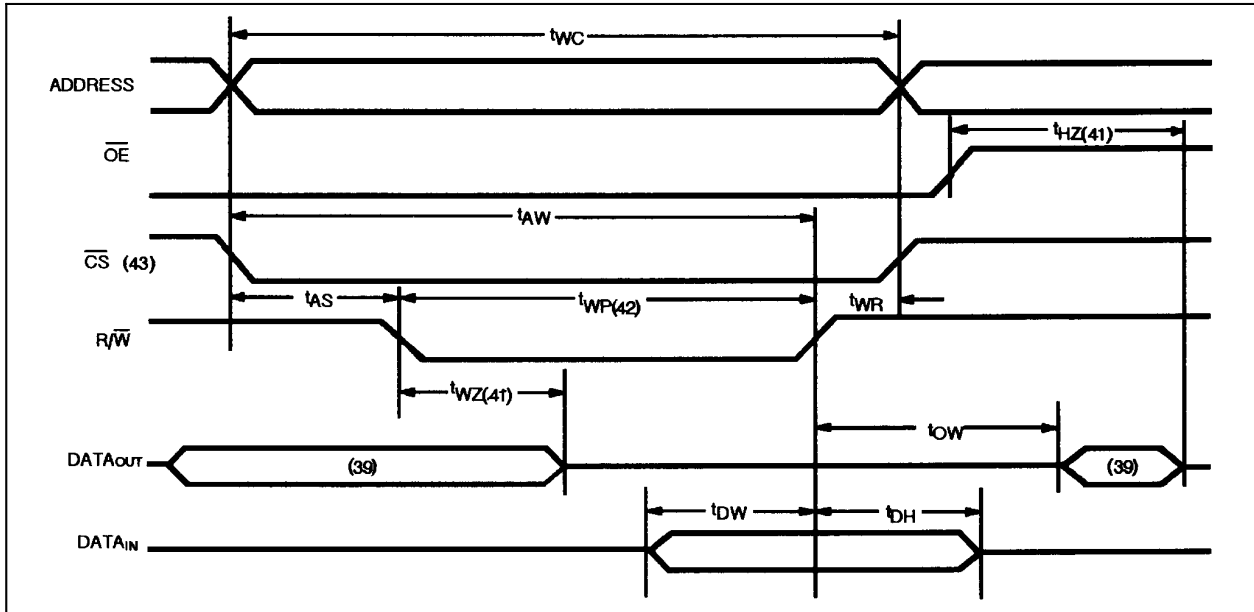 tWC
ADDRESS
tHZ(41)
OE
tAW
CS (43)
tAS
tWP(42)
tWR
R/W
tWZ(41)
tOW
DATAOUT
(39)
(39)
tDW
tDH
DATAIN